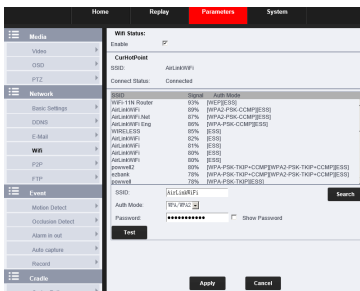 Home Replay Parameters System
Media
Video
OSD
PTZ
Network
Basic Settings
DDNS
E-Mail
Wifi
P2P
FTP
Event
Motion Detect
Occlusion Detect
Alarm in out
Auto capture
Record
Cradle
Wifi Status:
Enable
CurHotPoint
SSID: AirLinkWiFi
Connect Status: Connected
SSID Signal Auth Mode
WiFi-11N Router 93% [WEP][ESS]
AirLinkWiFi 89% [WPA2-PSK-CCMP][ESS]
AirLinkWiFi.Net 87% [WPA2-PSK-CCMP][ESS]
AirLinkWiFi Eng 86% [WPA-PSK-CCMP][ESS]
WIRELESS 85% [ESS]
AirLinkWiFi 82% [ESS]
AirLinkWiFi 81% [ESS]
AirLinkWiFi 80% [ESS]
AirLinkWiFi 80% [ESS]
powwell2 80% [WPA-PSK-TKIP+CCMP][WPA2-PSK-TKIP+CCMP][ESS]
ezbank 78% [WPA-PSK-TKIP+CCMP][WPA2-PSK-TKIP+CCMP][ESS]
powwell 78% [WPA-PSK-TKIP][ESS]
SSID: AirLinkWiFi Search
Auth Mode: WPA/WPA2
Password: Show Password
Test
Apply Cancel